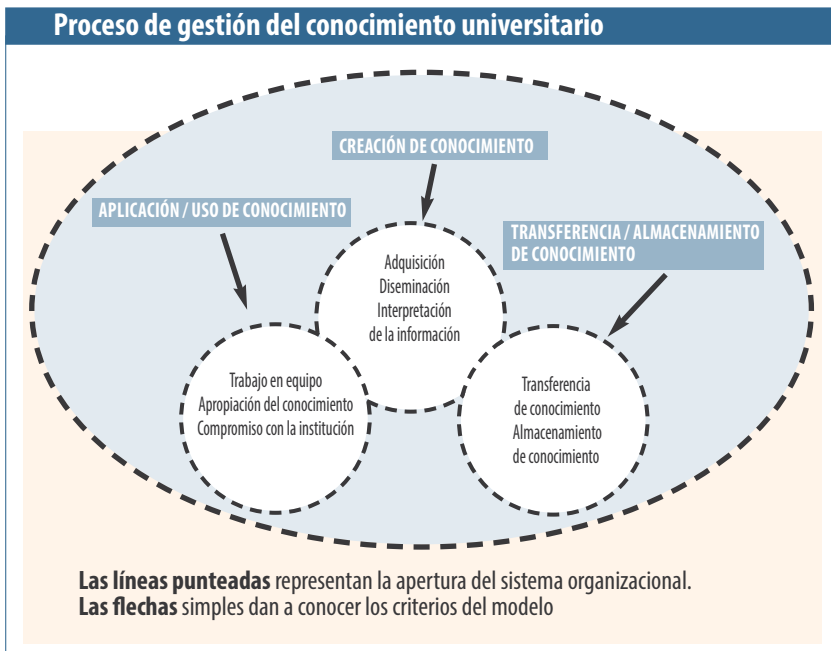 Proceso de gestión del conocimiento universitario
CREACIÓN DE CONOCIMIENTO
APLICACIÓN / USO DE CONOCIMIENTO
TRANSFERENCIA / ALMACENAMIENTO
DE CONOCIMIENTO
Adquisición
Diseminación
Interpretación
de la información
Trabajo en equipo
Apropiación del conocimiento
Compromiso con la institución
Transferencia
de conocimiento
Almacenamiento
de conocimiento
Las líneas punteadas representan la apertura del sistema organizacional.
Las flechas simples dan a conocer los criterios del modelo